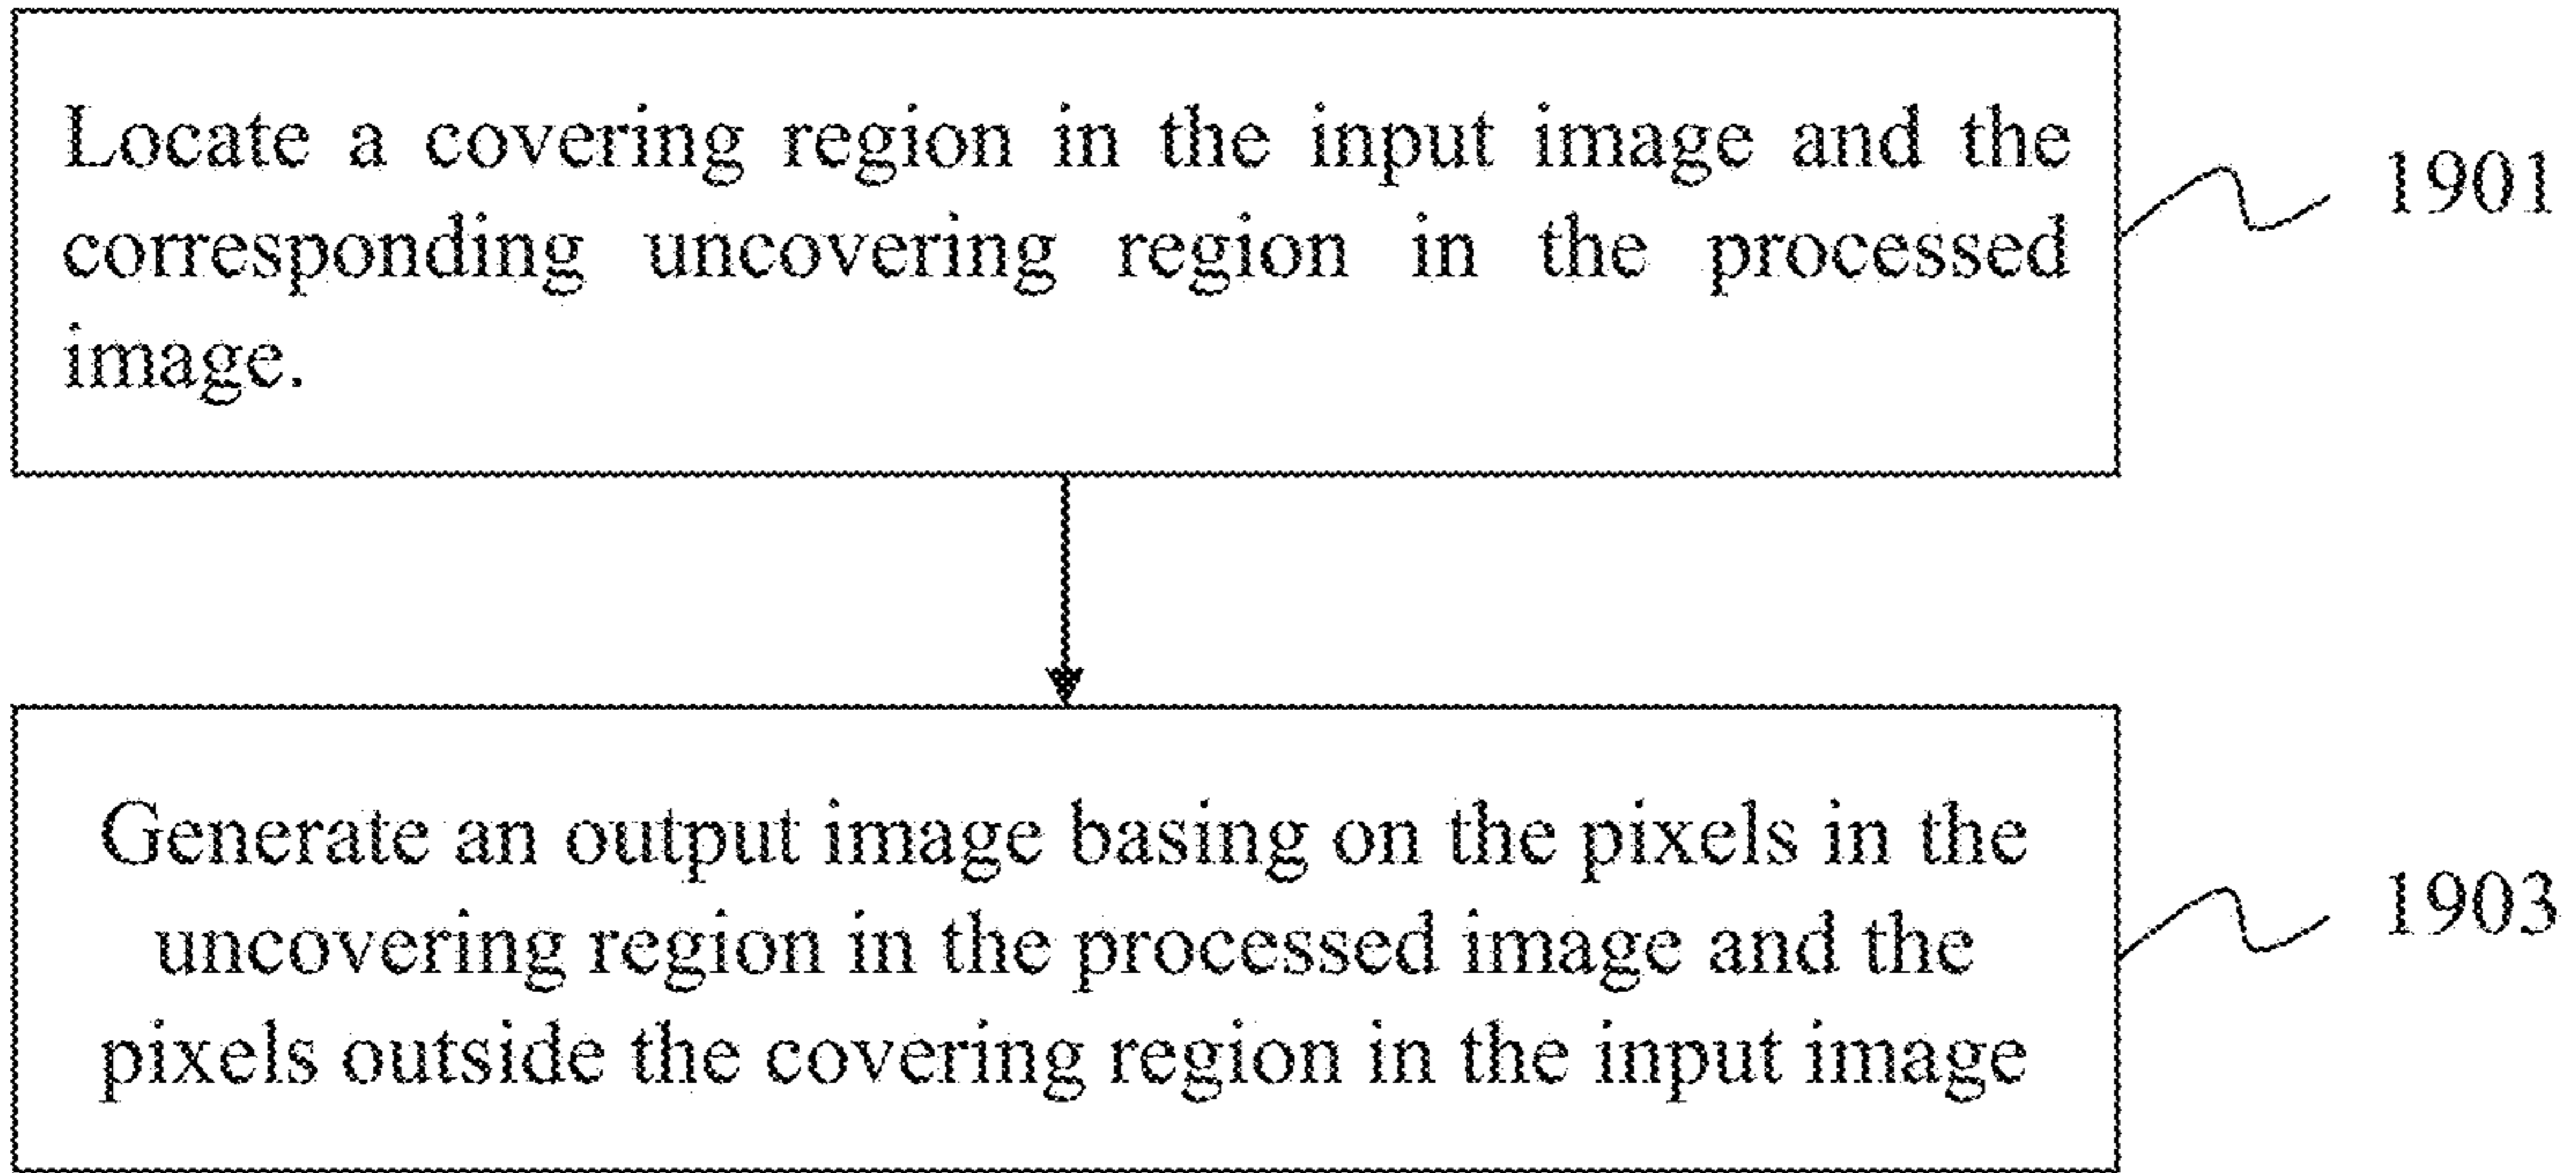 Locate a covering region in the input image and the
corresponding uncovering region in the processed
image.
1901
Generate an output image basing on the pixels in the
uncovering region in the processed image and the
pixels outside the covering region in the input image
1903